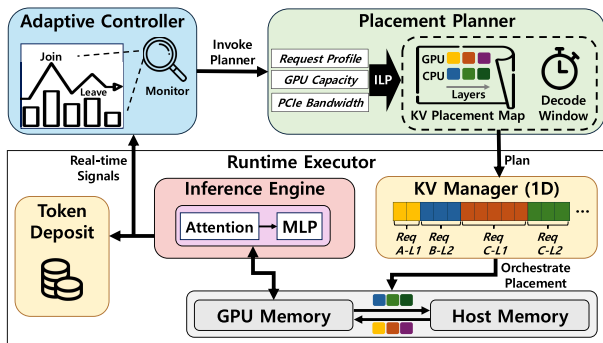 Adaptive Controller
Join
Leave
Monitor
Invoke
Planner
Placement Planner
Request Profile
GPU Capacity
PCIe Bandwidth
ILP
GPU
CPU
Layers
KV Placement Map
Decode
Window
Real-time
Signals
Plan
Runtime Executor
Token
Deposit
Inference Engine
Attention
MLP
KV Manager (1D)
...
Req
A-L1
Req
B-L2
Req
C-L1
Req
C-L2
Orchestrate
Placement
GPU Memory
Host Memory